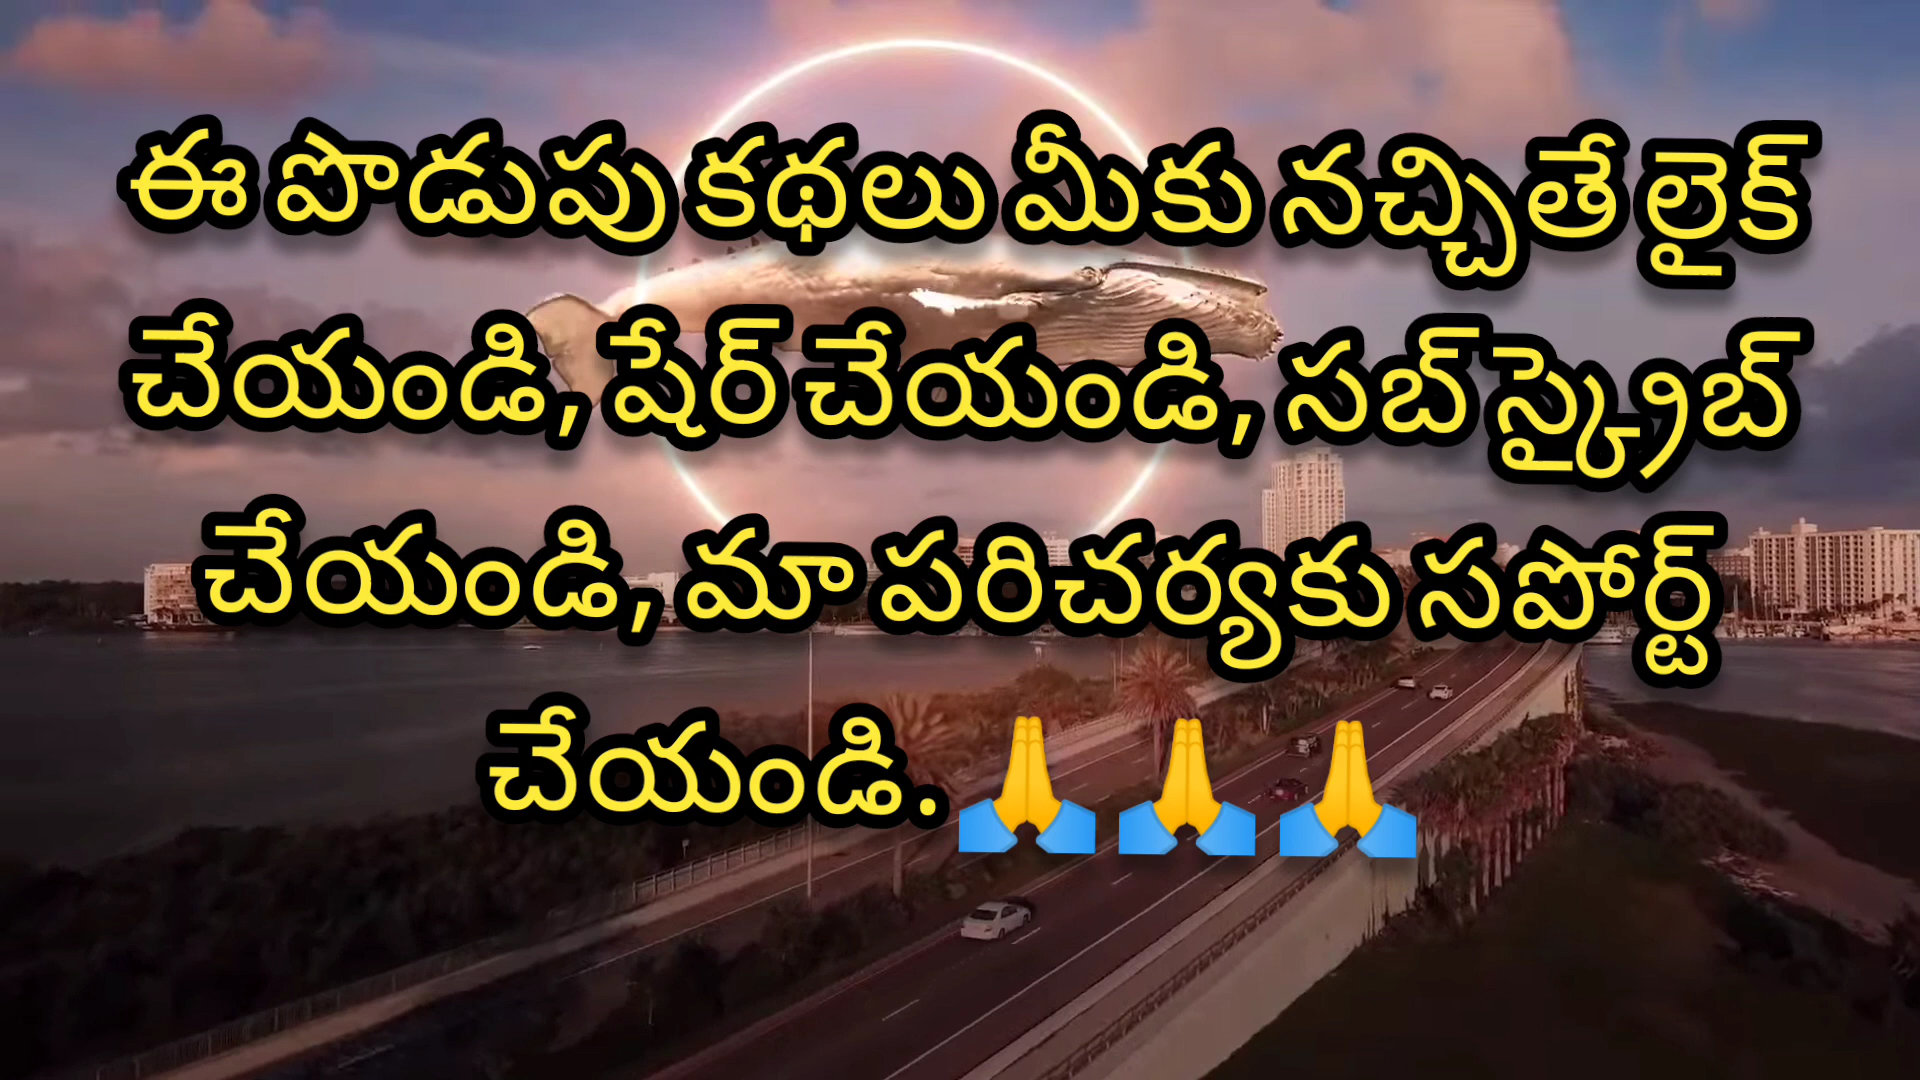 ఈ పొడుపు కథలు మీకు నచ్చితే లైక్
చేయండి, షేర్ చేయండి, సబ్ స్క్రైబ్
చేయండి, మా పరిచర్యకు సపోర్ట్
చేయండి. 🙏🙏🙏